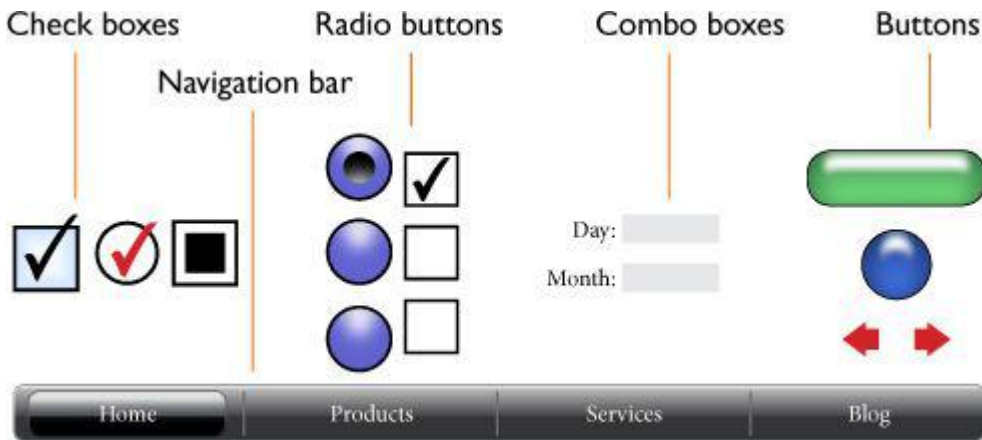 Check boxes
Radio buttons
Combo boxes
Buttons
Navigation bar
Day:
Month:
Home
Products
Services
Blog